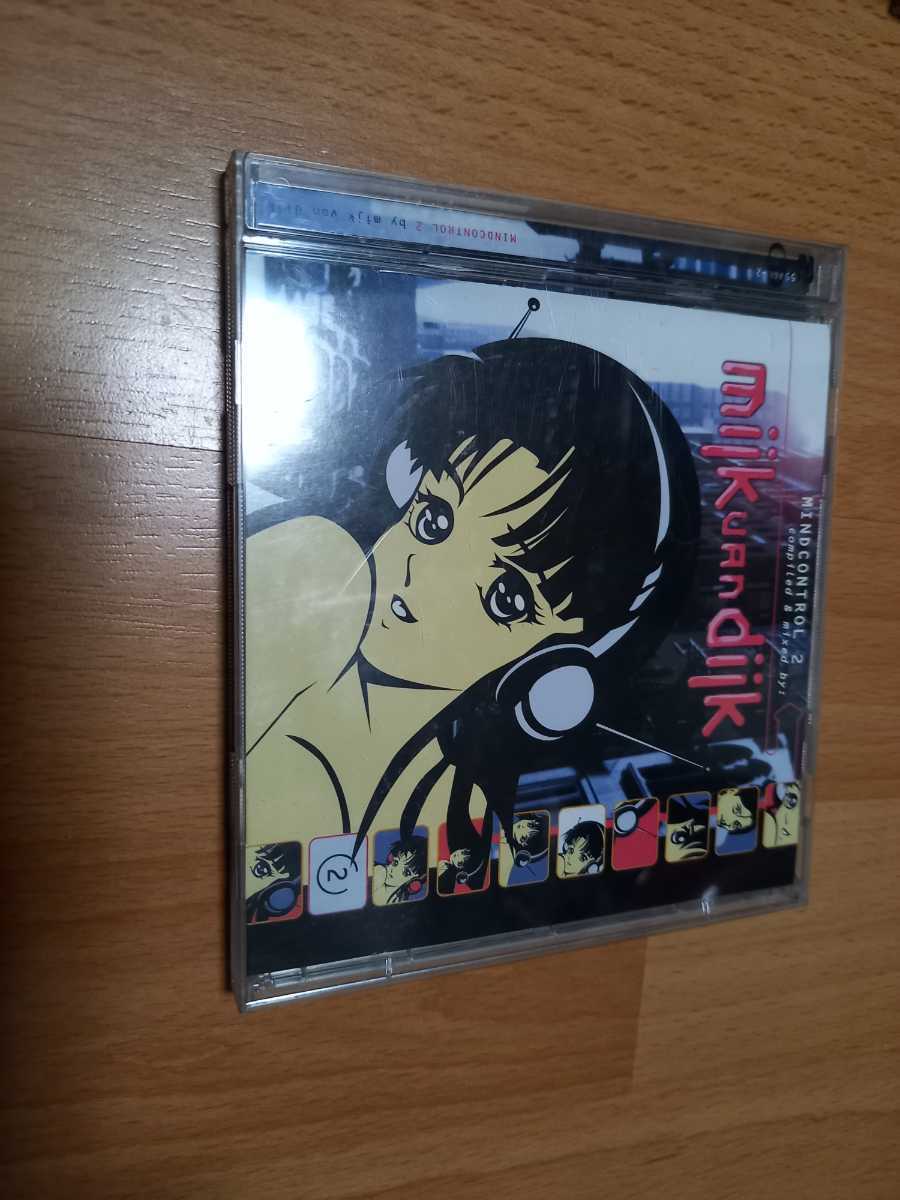 MINDCONTROL 2
compiled & mixed by:
mijk van dijk
②
MINDCONTROL 2 by mijk van dijk